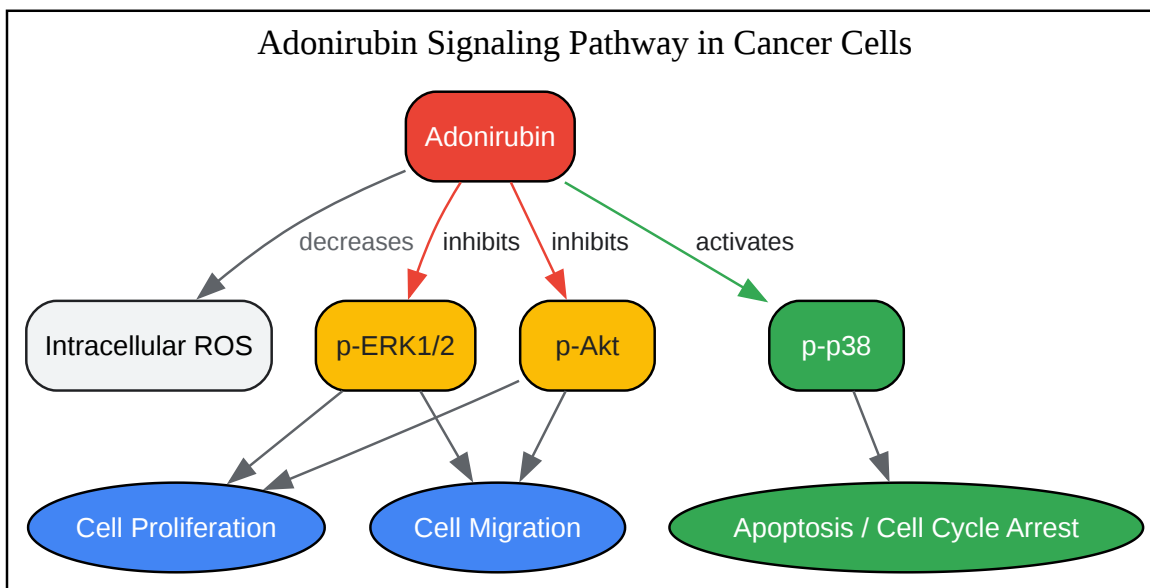 Adonirubin Signaling Pathway in Cancer Cells
Adonirubin
decreases
inhibits
inhibits
activates
Intracellular ROS
p-ERK1/2
p-Akt
p-p38
Cell Proliferation
Cell Migration
Apoptosis / Cell Cycle Arrest